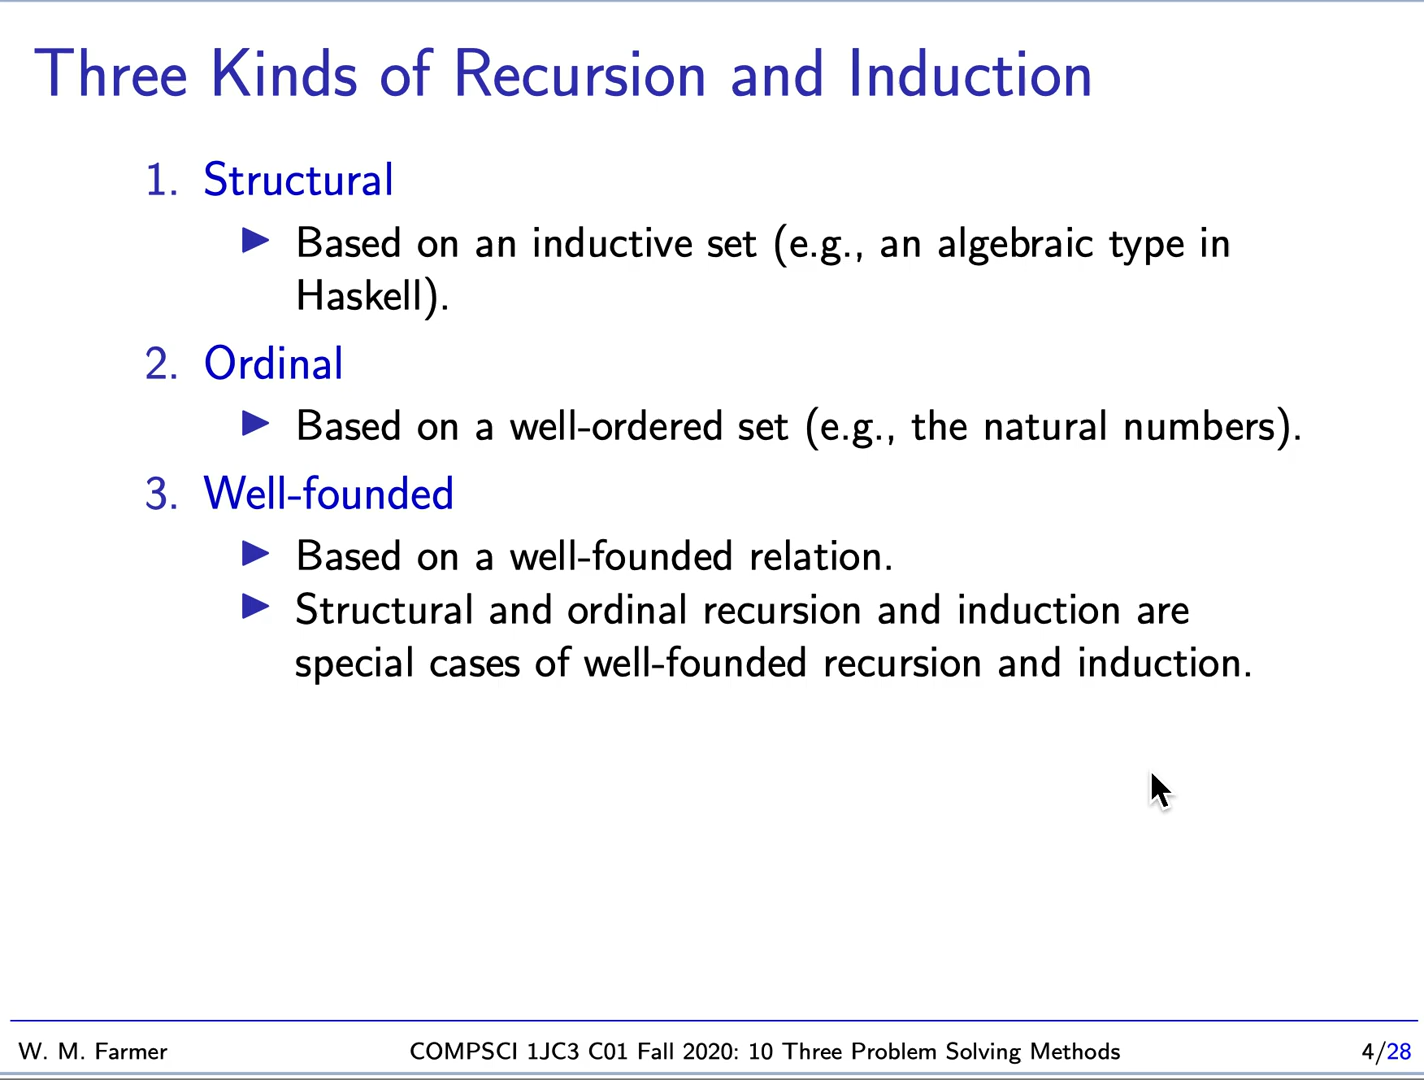 Three Kinds of Recursion and Induction
1. Structural
▶ Based on an inductive set (e.g., an algebraic type in
Haskell).
2. Ordinal
▶ Based on a well-ordered set (e.g., the natural numbers).
3. Well-founded
▶ Based on a well-founded relation.
▶ Structural and ordinal recursion and induction are
special cases of well-founded recursion and induction.
W. M. Farmer COMPSCI 1JC3 C01 Fall 2020: 10 Three Problem Solving Methods 4/28